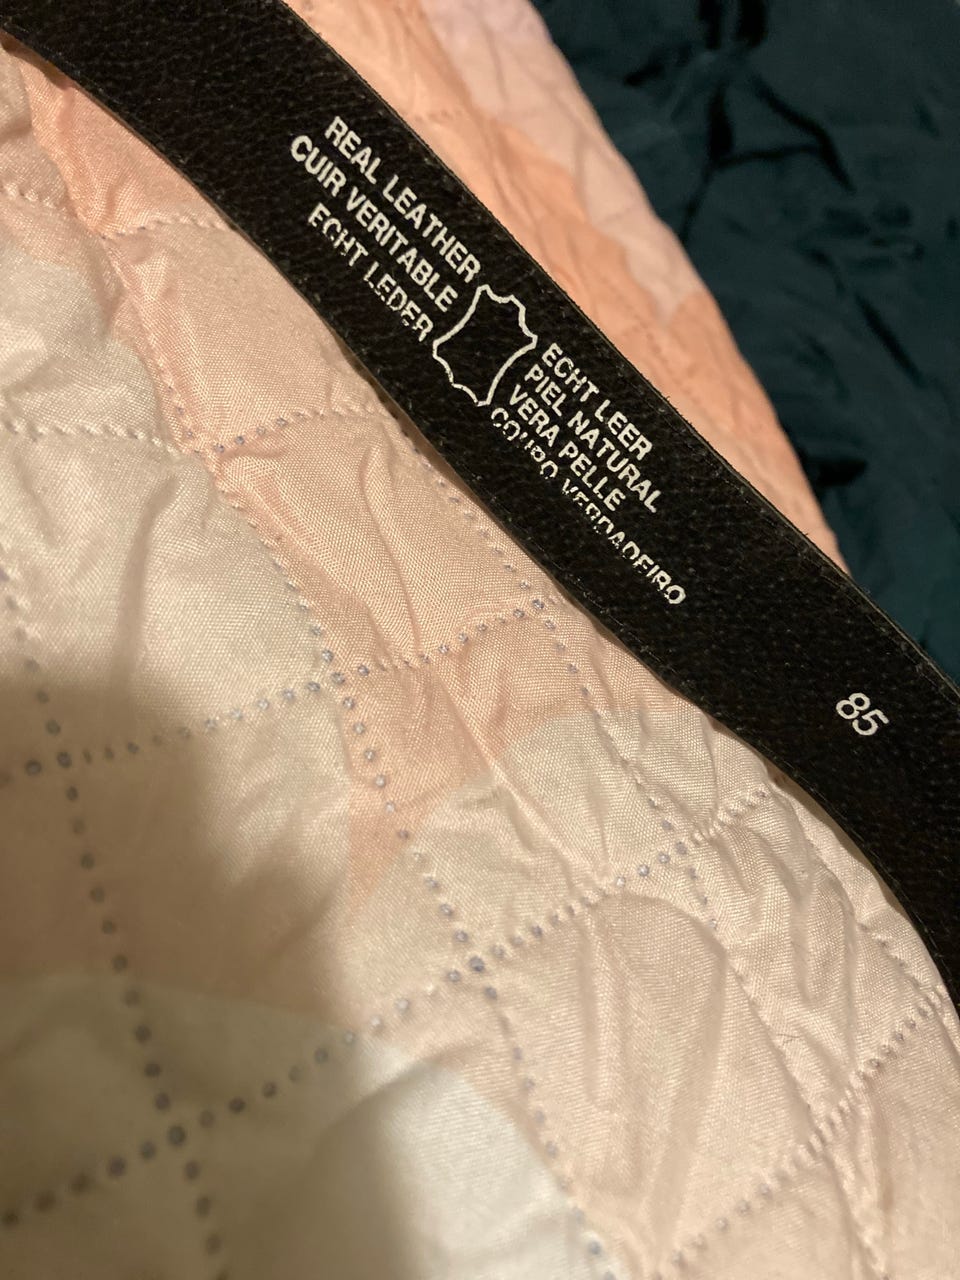 REAL LEATHER
CUIR VERITABLE
ECHT LEDER
ECHT LEER
PIEL NATURAL
VERA PELLE
COURO VERDADEIRO
85